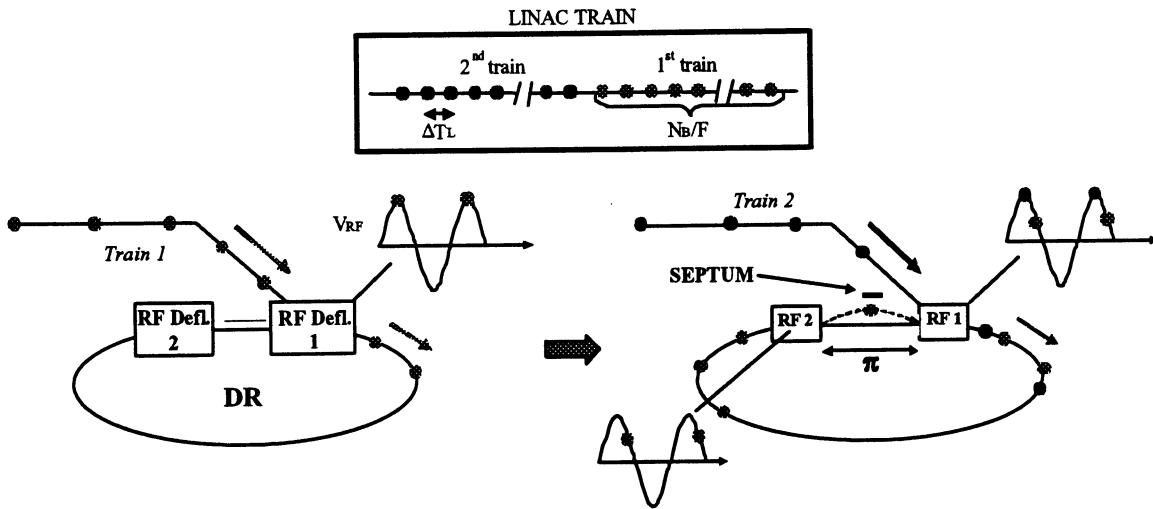 LINAC TRAIN
2nd train
1st train
ΔTL
NB/F
Train 1
VRF
RF Defl.
2
RF Defl.
1
DR
Train 2
SEPTUM
RF 2
RF 1
π